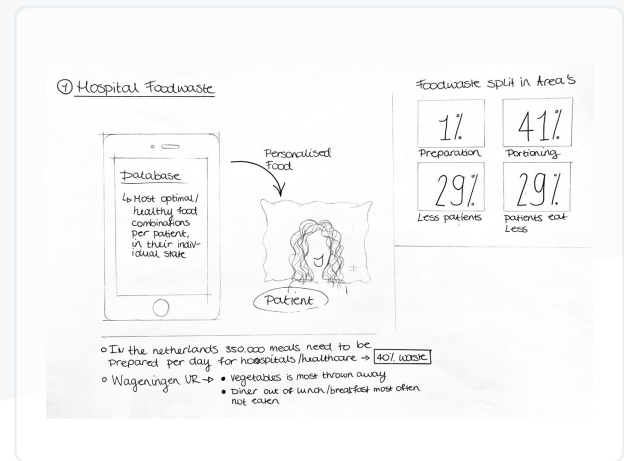 ① Hospital Foodwaste
Database
↳ Most optimal/
healthy food
combinations
per patient,
in their indiv-
idual state
Personalised
Food
Patient
Foodwaste split in Area's
1%
Preparation
41%
Portioning
29%
Less patients
29%
patients eat
Less
o In the netherlands 350.000 meals need to be
prepared per day for hospitals/healthcare → 40% waste
o Wageningen UR → • Vegetables is most thrown away
• Diner out of lunch/breakfast most often
not eaten